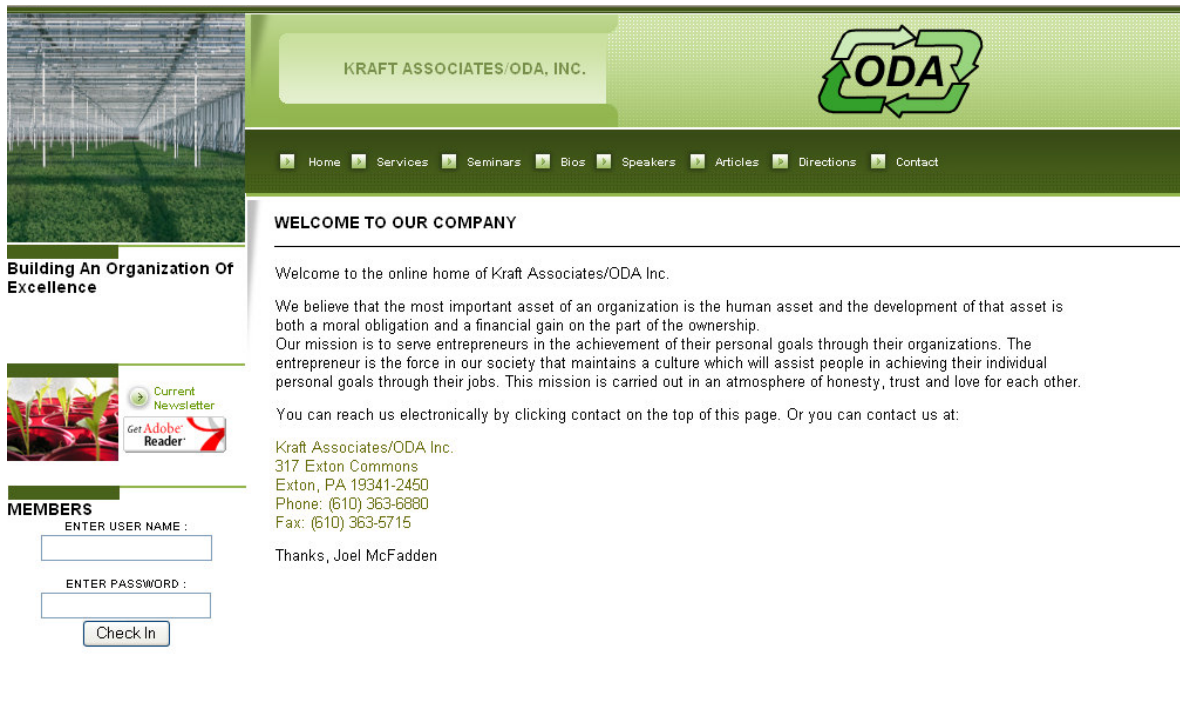 KRAFT ASSOCIATES/ODA, INC.
ODA
Home Services Seminars Bios Speakers Articles Directions Contact
Building An Organization Of
Excellence
Current
Newsletter
Get Adobe
Reader
MEMBERS
ENTER USER NAME :
ENTER PASSWORD :
Check In
WELCOME TO OUR COMPANY
Welcome to the online home of Kraft Associates/ODA Inc.
We believe that the most important asset of an organization is the human asset and the development of that asset is
both a moral obligation and a financial gain on the part of the ownership.
Our mission is to serve entrepreneurs in the achievement of their personal goals through their organizations. The
entrepreneur is the force in our society that maintains a culture which will assist people in achieving their individual
personal goals through their jobs. This mission is carried out in an atmosphere of honesty, trust and love for each other.
You can reach us electronically by clicking contact on the top of this page. Or you can contact us at:
Kraft Associates/ODA Inc.
317 Exton Commons
Exton, PA 19341-2450
Phone: (610) 363-6880
Fax: (610) 363-5715
Thanks, Joel McFadden